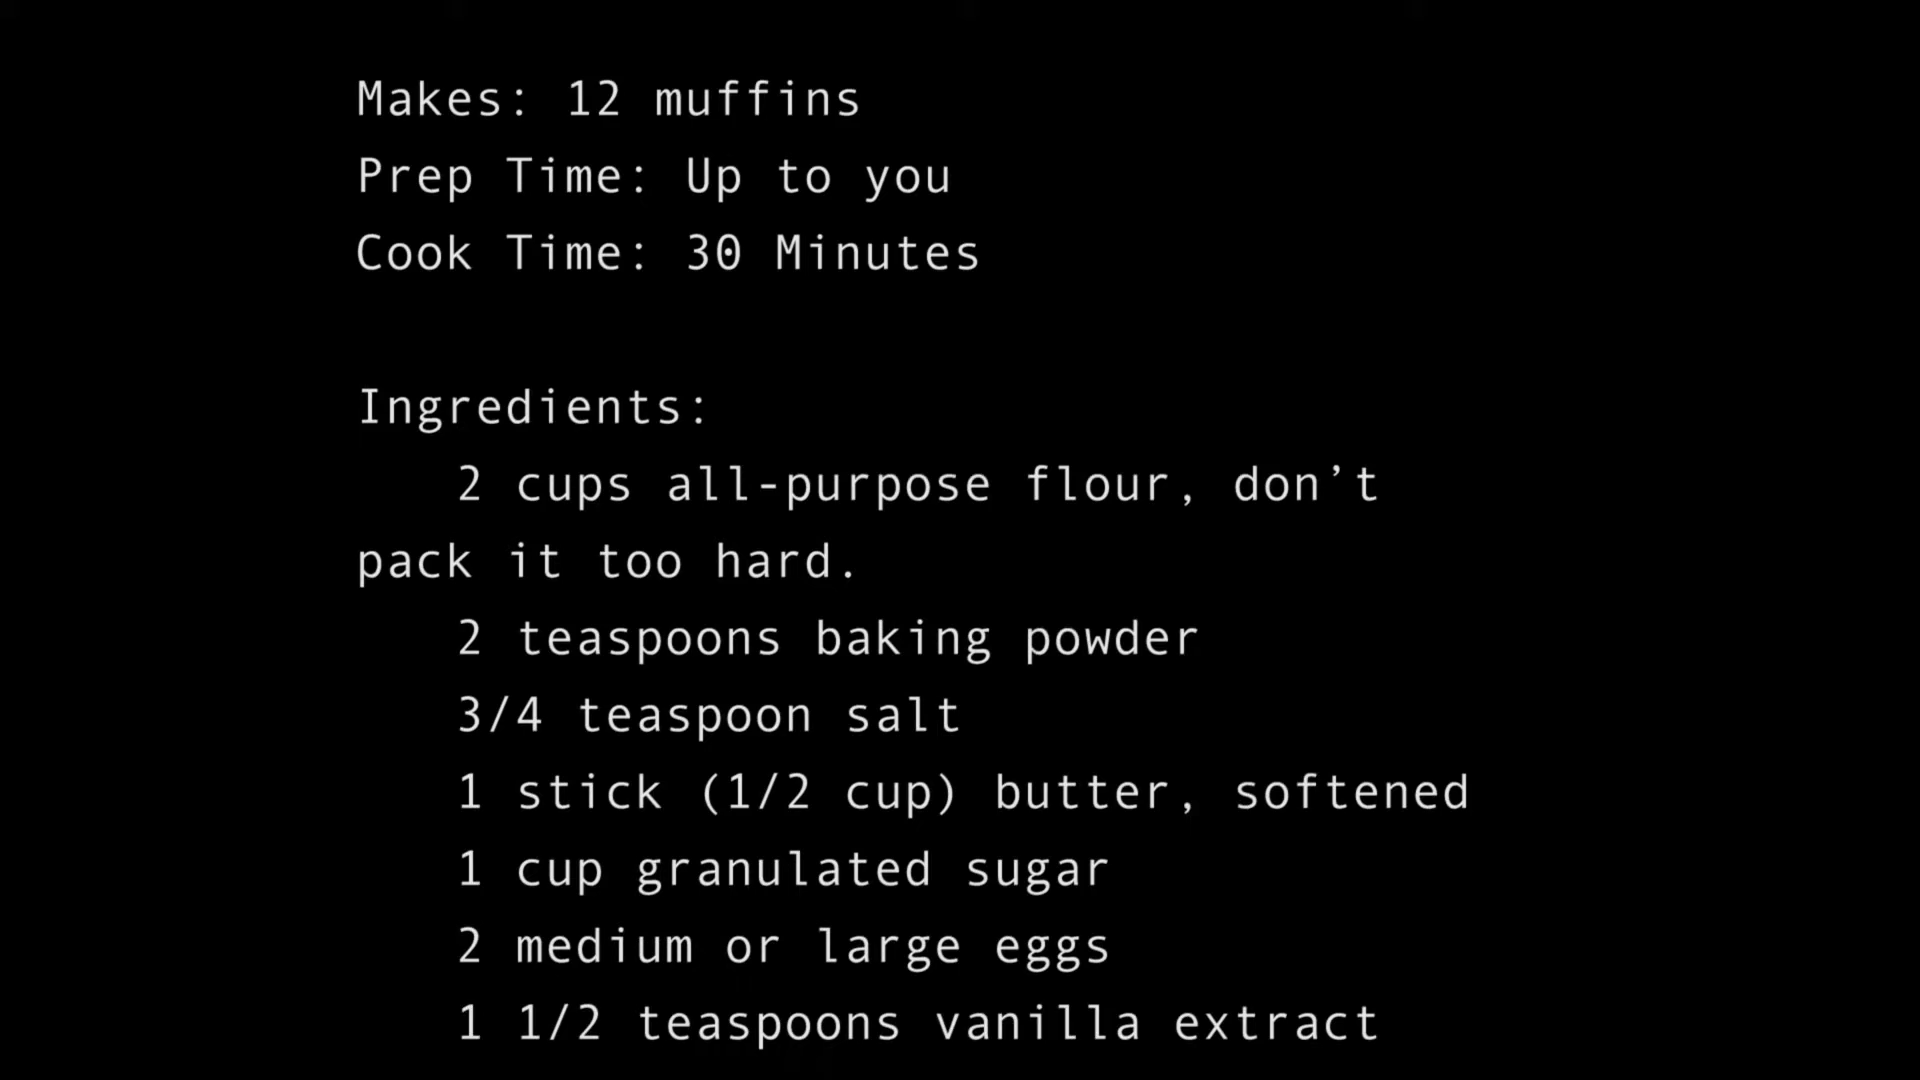 Makes: 12 muffins
Prep Time: Up to you
Cook Time: 30 Minutes
Ingredients:
2 cups all-purpose flour, don’t
pack it too hard.
2 teaspoons baking powder
3/4 teaspoon salt
1 stick (1/2 cup) butter, softened
1 cup granulated sugar
2 medium or large eggs
1 1/2 teaspoons vanilla extract